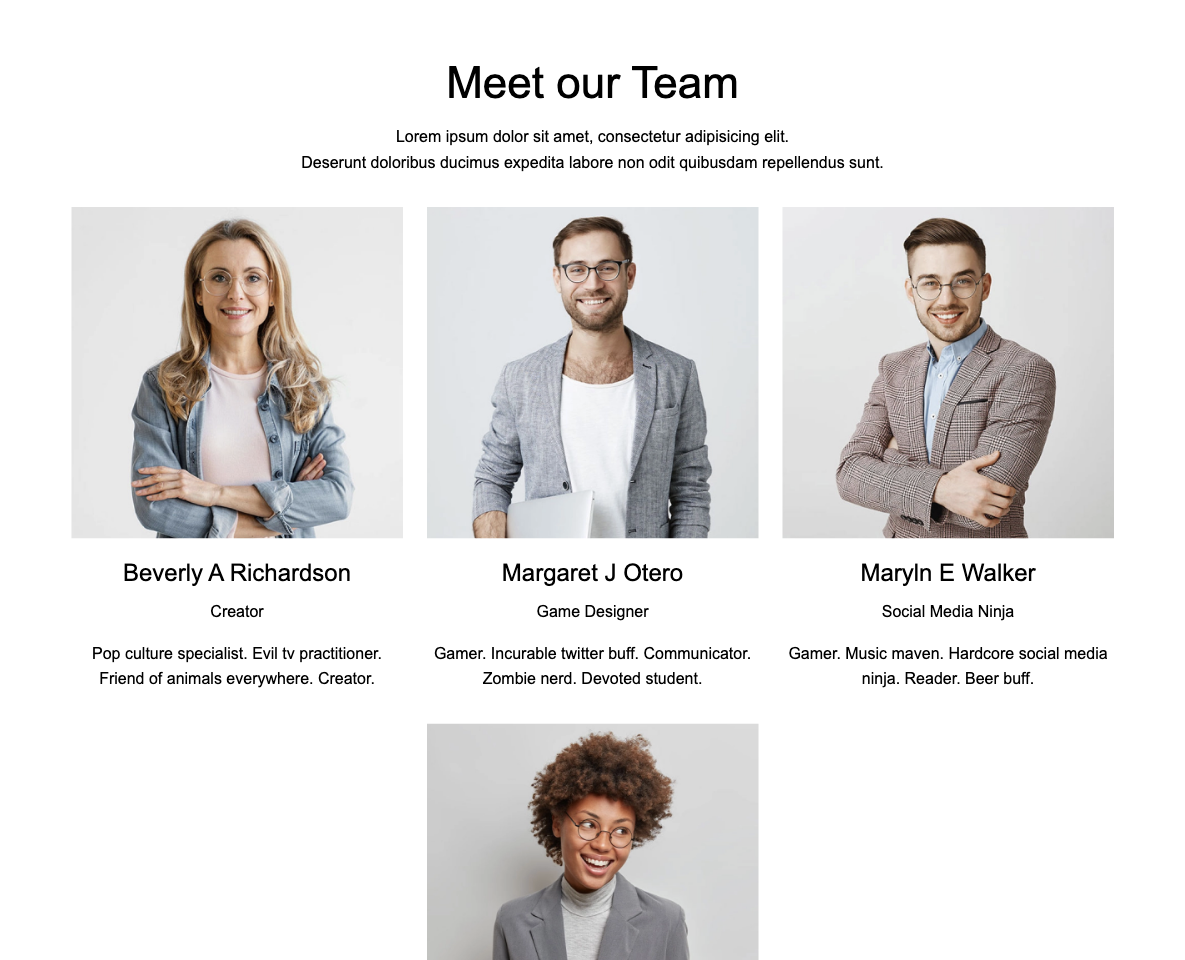 Meet our Team
Lorem ipsum dolor sit amet, consectetur adipisicing elit.
Deserunt doloribus ducimus expedita labore non odit quibusdam repellendus sunt.
Beverly A Richardson
Creator
Pop culture specialist. Evil tv practitioner.
Friend of animals everywhere. Creator.
Margaret J Otero
Game Designer
Gamer. Incurable twitter buff. Communicator.
Zombie nerd. Devoted student.
Maryln E Walker
Social Media Ninja
Gamer. Music maven. Hardcore social media
ninja. Reader. Beer buff.